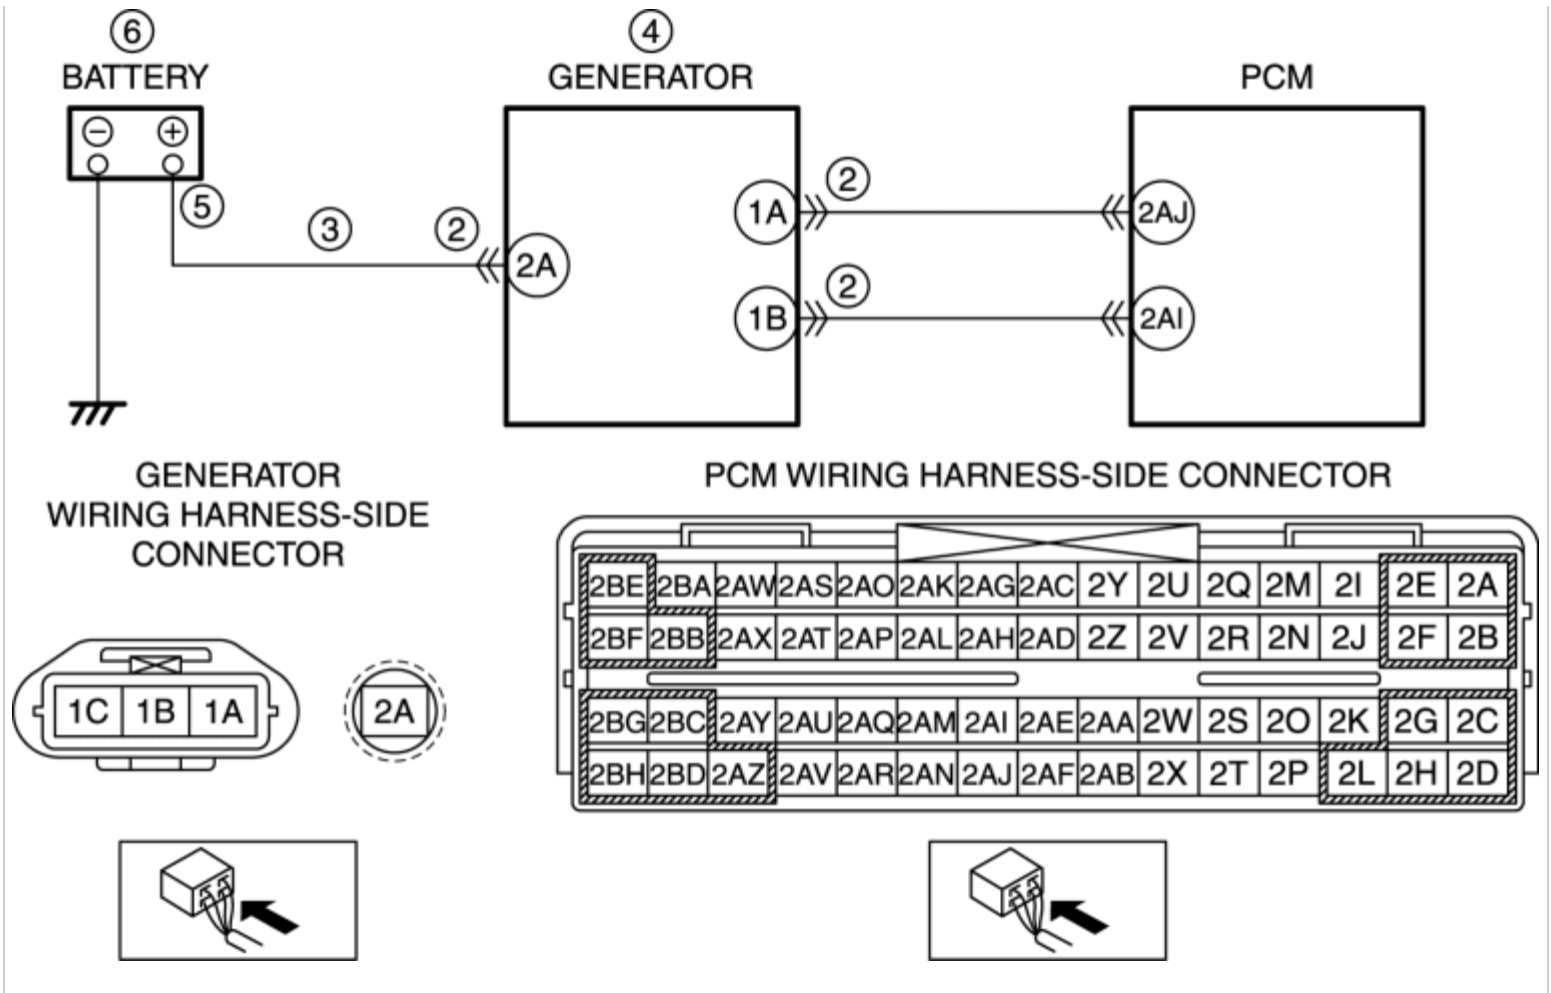 ⑥ ④
BATTERY GENERATOR PCM
− +
② 
1A 2AJ
⑤
③ ②
2A
②
1B 2AI
GENERATOR
WIRING HARNESS-SIDE
CONNECTOR
PCM WIRING HARNESS-SIDE CONNECTOR
2BE 2BA 2AW 2AS 2AO 2AK 2AG 2AC 2Y 2U 2Q 2M 2I 2E 2A
2BF 2BB 2AX 2AT 2AP 2AL 2AH 2AD 2Z 2V 2R 2N 2J 2F 2B
1C 1B 1A 2A
2BG 2BC 2AY 2AU 2AQ 2AM 2AI 2AE 2AA 2W 2S 2O 2K 2G 2C
2BH 2BD 2AZ 2AV 2AR 2AN 2AJ 2AF 2AB 2X 2T 2P 2L 2H 2D